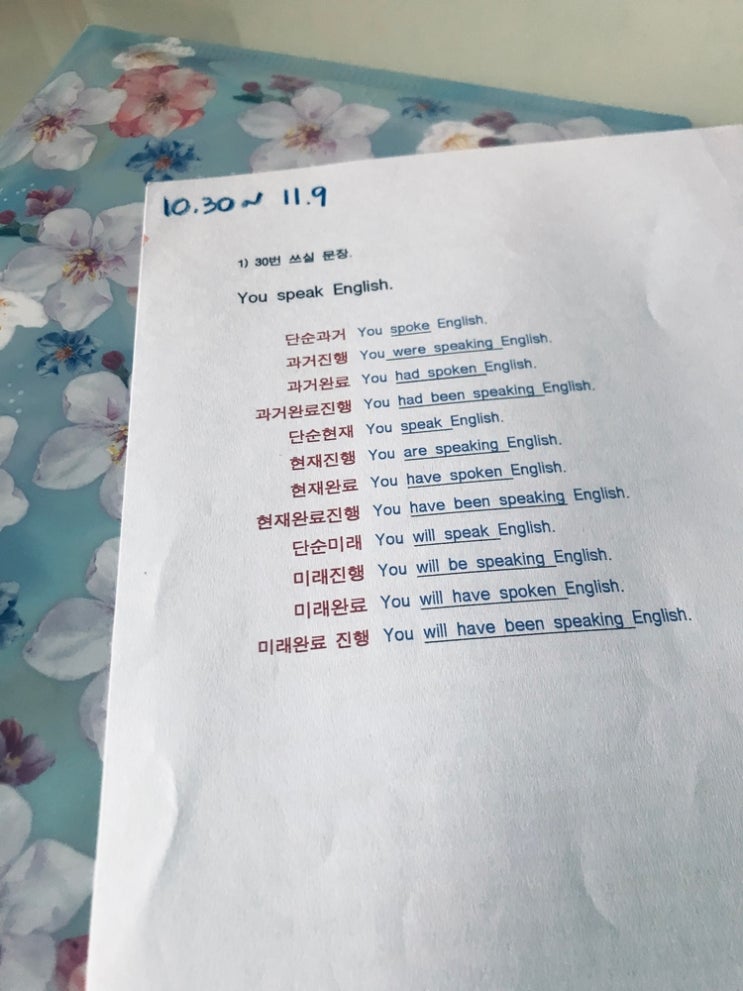 10.30~ 11.9
1) 30번 쓰실 문장.
You speak English.
단순과거 You spoke English.
과거진행 You were speaking English.
과거완료 You had spoken English.
과거완료진행 You had been speaking English.
단순현재 You speak English.
현재진행 You are speaking English.
현재완료 You have spoken English.
현재완료진행 You have been speaking English.
단순미래 You will speak English.
미래진행 You will be speaking English.
미래완료 You will have spoken English.
미래완료 진행 You will have been speaking English.